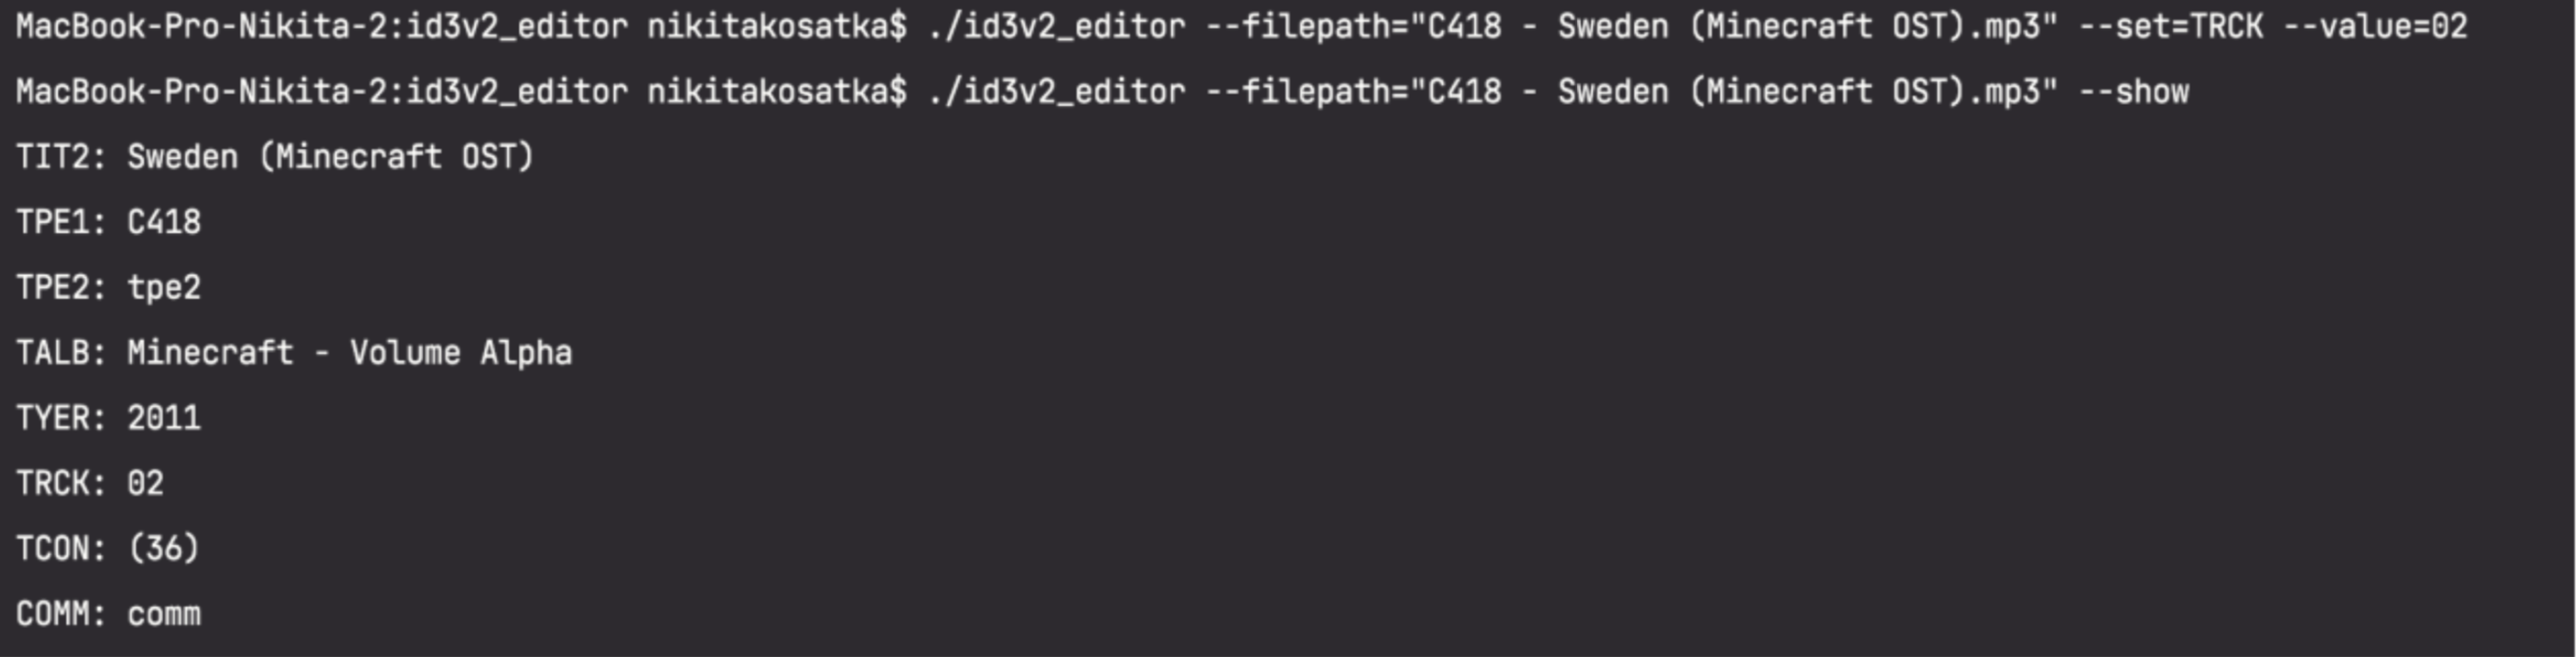 MacBook-Pro-Nikita-2:id3v2_editor nikitakosatka$ ./id3v2_editor --filepath="C418 - Sweden (Minecraft OST).mp3" --set=TRCK --value=02
MacBook-Pro-Nikita-2:id3v2_editor nikitakosatka$ ./id3v2_editor --filepath="C418 - Sweden (Minecraft OST).mp3" --show
TIT2: Sweden (Minecraft OST)
TPE1: C418
TPE2: tpe2
TALB: Minecraft - Volume Alpha
TYER: 2011
TRCK: 02
TCON: (36)
COMM: comm